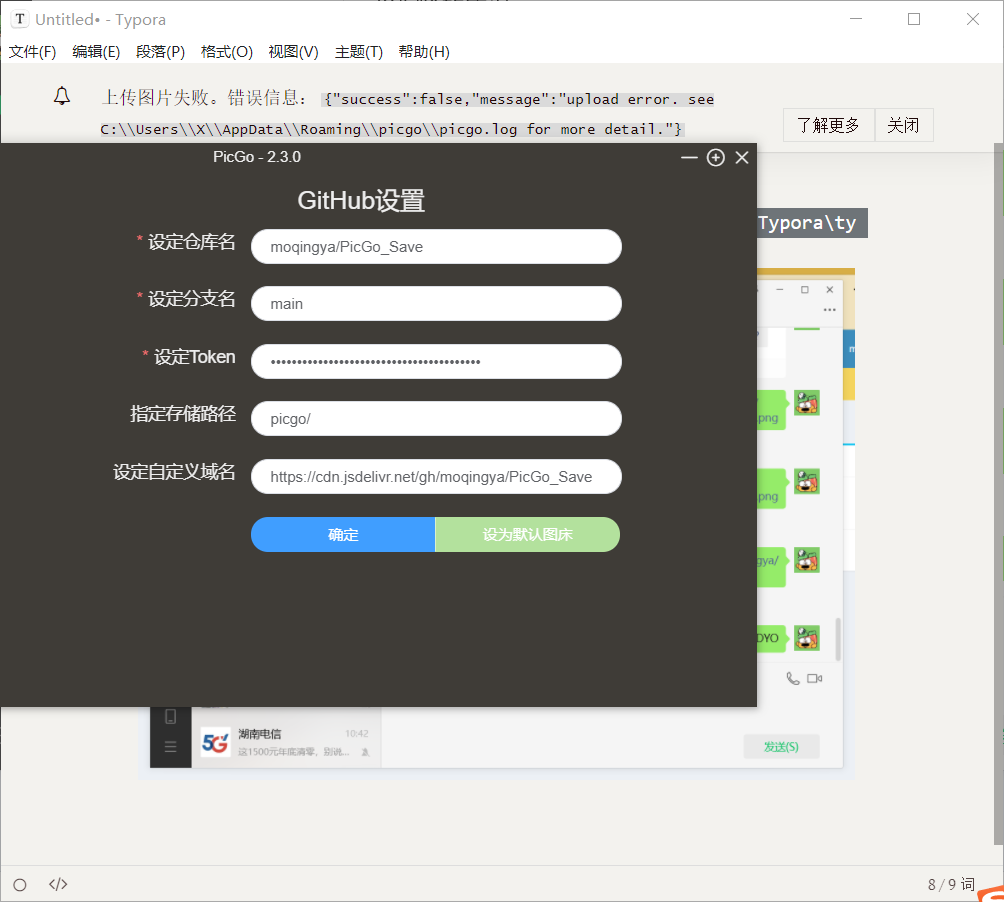 Untitled• - Typora
文件(F) 编辑(E) 段落(P) 格式(O) 视图(V) 主题(T) 帮助(H)
上传图片失败。错误信息： {"success":false,"message":"upload error. see
C:\\Users\\X\\AppData\\Roaming\\picgo\\picgo.log for more detail."}
了解更多 关闭
PicGo - 2.3.0
GitHub设置
Typora\ty
* 设定仓库名 moqingya/PicGo_Save
* 设定分支名 main
* 设定Token ••••••••••••••••••••••••••••••••••••••••
png
指定存储路径 picgo/
设定自定义域名 https://cdn.jsdelivr.net/gh/moqingya/PicGo_Save
png
确定 设为默认图床
gya/
DYO
湖南电信 10:42
5G
这1500元年底清零，别说...
发送(S)
8 / 9 词